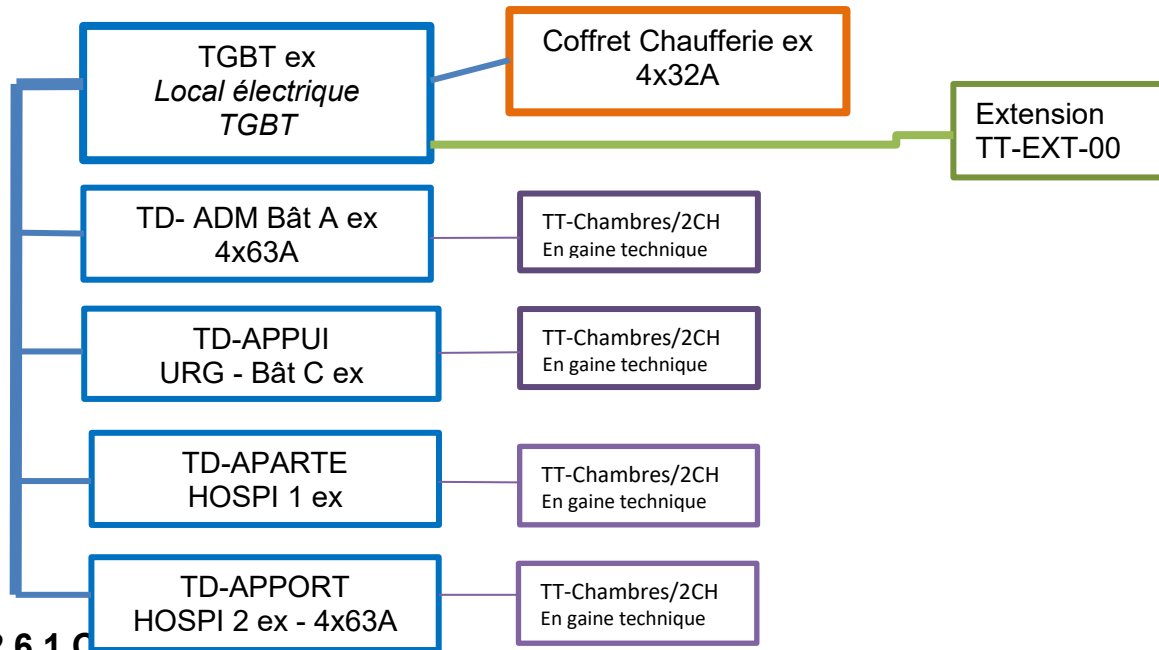 TGBT ex
Local électrique
TGBT
Coffret Chaufferie ex
4x32A
Extension
TT-EXT-00
TD- ADM Bât A ex
4x63A
TT-Chambres/2CH
En gaine technique
TD-APPUI
URG - Bât C ex
TT-Chambres/2CH
En gaine technique
TD-APARTE
HOSPI 1 ex
TT-Chambres/2CH
En gaine technique
TD-APPORT
HOSPI 2 ex - 4x63A
TT-Chambres/2CH
En gaine technique
6.1